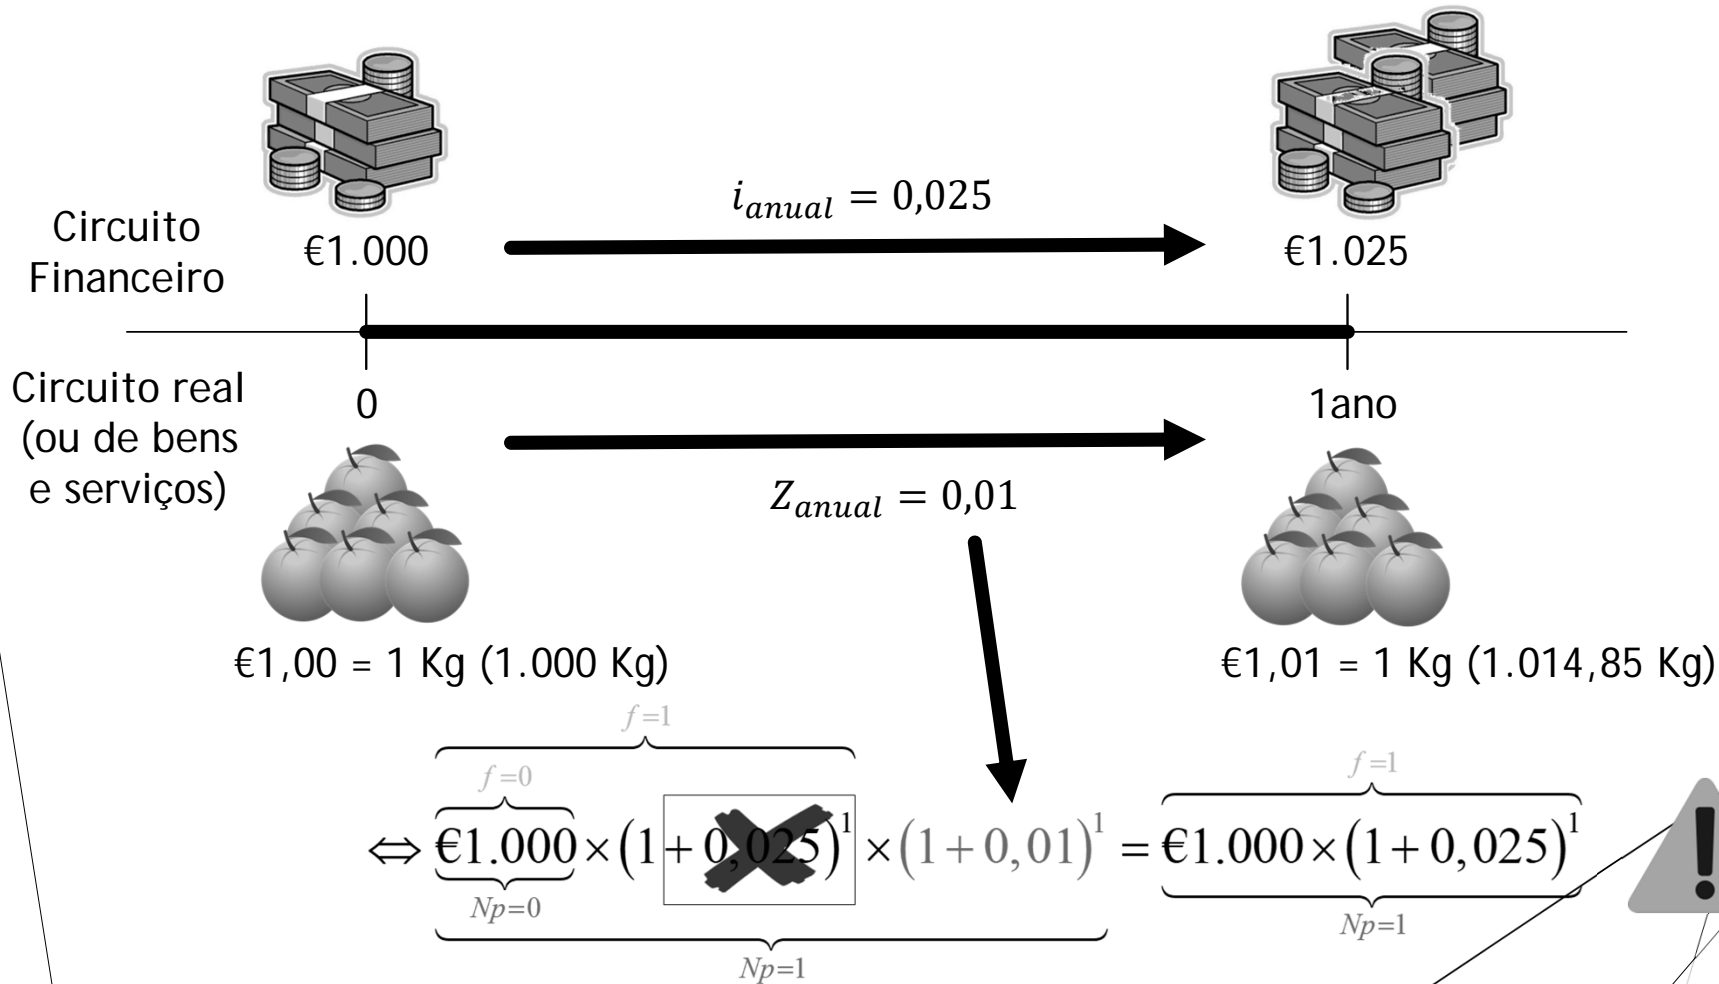 Circuito
Financeiro
€1.000
i_anual = 0,025
€1.025
Circuito real
(ou de bens
e serviços)
0
1ano
Z_anual = 0,01
€1,00 = 1 Kg (1.000 Kg)
€1,01 = 1 Kg (1.014,85 Kg)
f=1
f=0
f=1
⇔ €1.000×(1+0,025)^1×(1+0,01)^1 = €1.000×(1+0,025)^1
Np=0
Np=1
Np=1
!